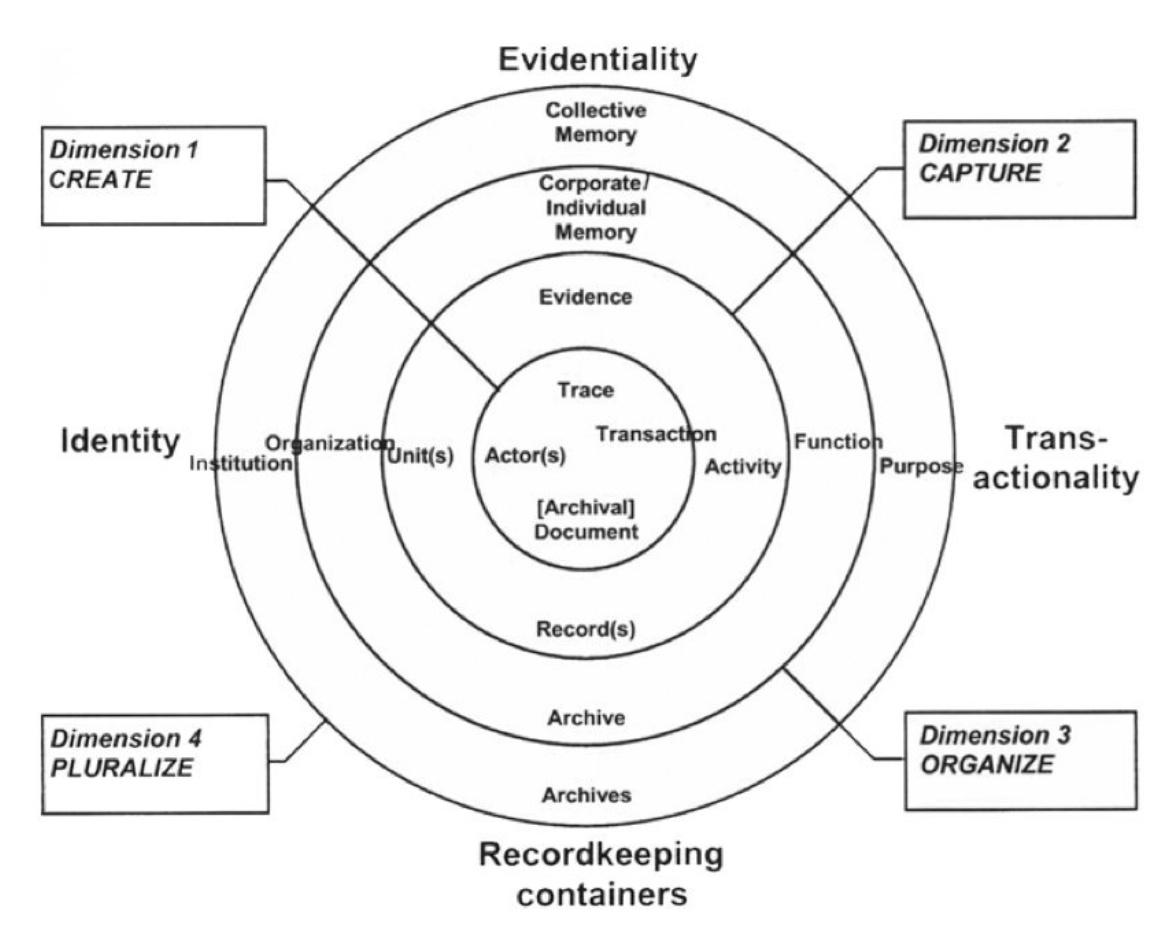 Evidentiality
Collective
Memory
Dimension 1
CREATE
Dimension 2
CAPTURE
Corporate/
Individual
Memory
Evidence
Trace
Transaction
Identity
Institution
Organization
Unit(s)
Actor(s)
Activity
Function
Purpose
Trans-
actionality
[Archival]
Document
Record(s)
Archive
Dimension 4
PLURALIZE
Dimension 3
ORGANIZE
Archives
Recordkeeping
containers